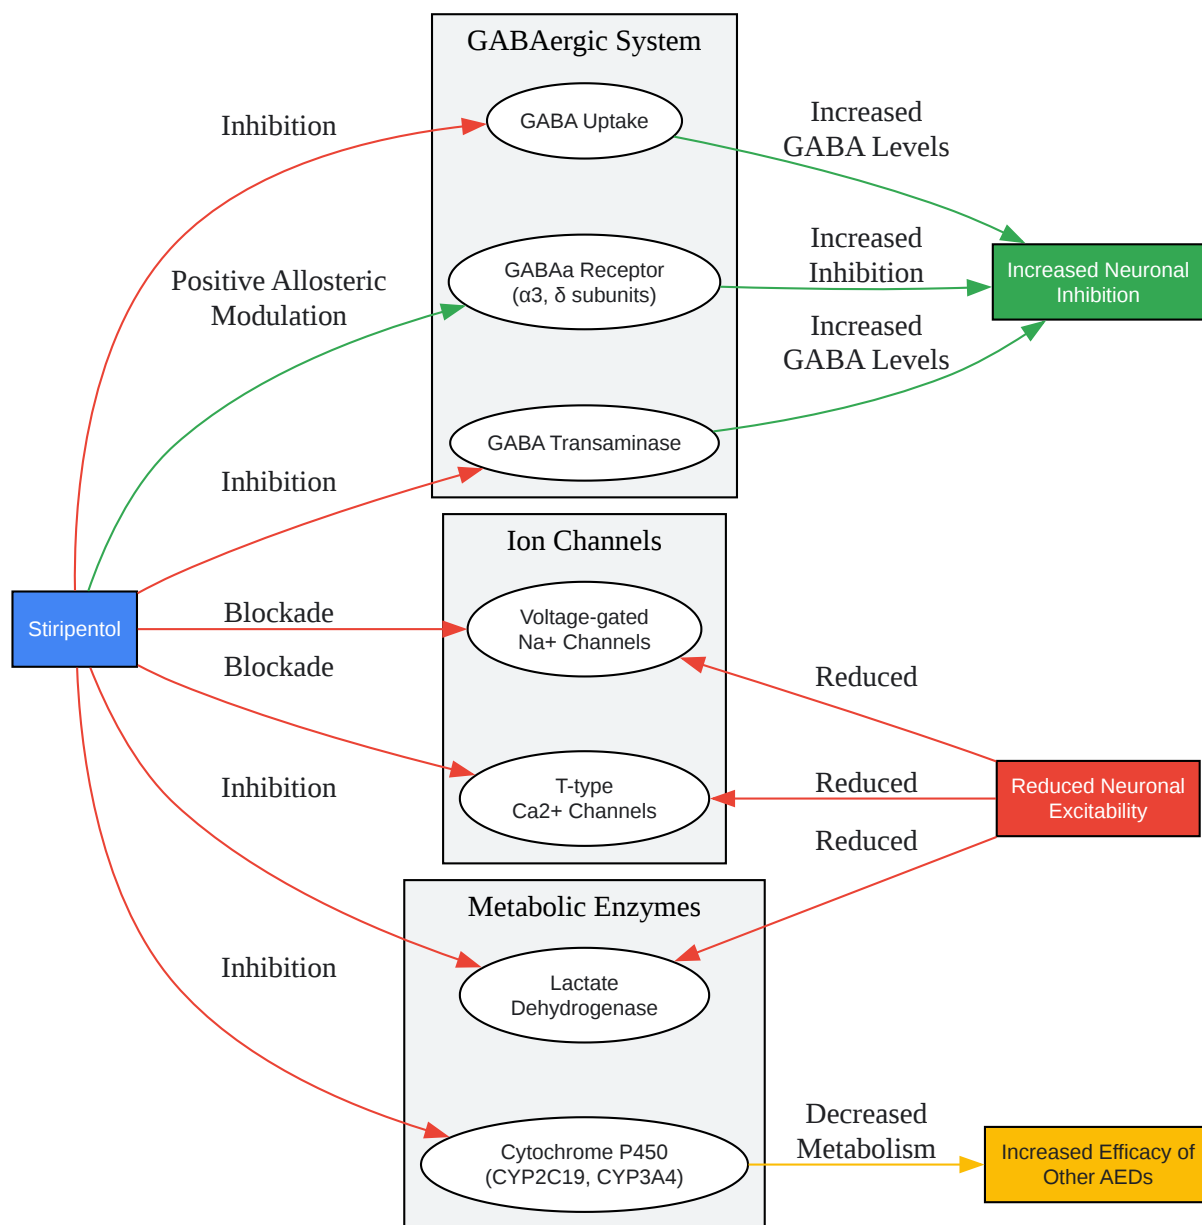 GABAergic System
Inhibition
GABA Uptake
Increased
GABA Levels
Positive Allosteric
Modulation
GABAa Receptor
(α3, δ subunits)
Increased
Inhibition
Increased Neuronal
Inhibition
Inhibition
GABA Transaminase
Increased
GABA Levels
Stiripentol
Ion Channels
Blockade
Voltage-gated
Na+ Channels
Blockade
T-type
Ca2+ Channels
Reduced
Reduced
Reduced
Reduced Neuronal
Excitability
Metabolic Enzymes
Inhibition
Lactate
Dehydrogenase
Inhibition
Cytochrome P450
(CYP2C19, CYP3A4)
Decreased
Metabolism
Increased Efficacy of
Other AEDs